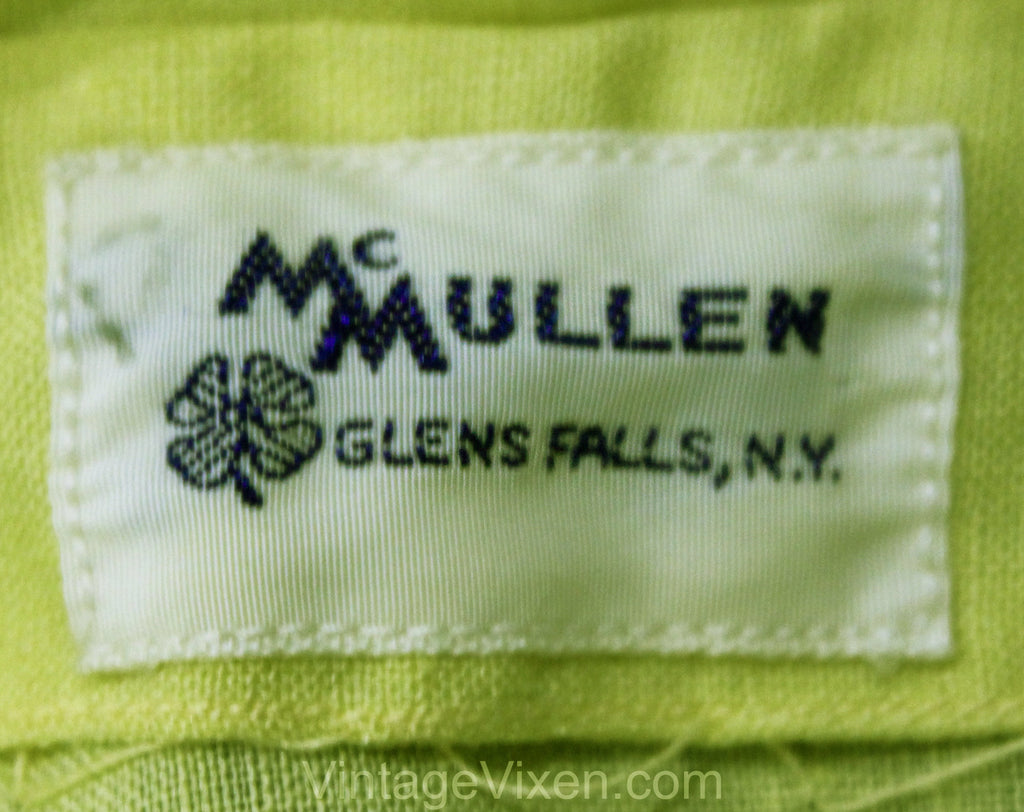 McMULLEN
GLENS FALLS, N.Y.
VintageVixen.com